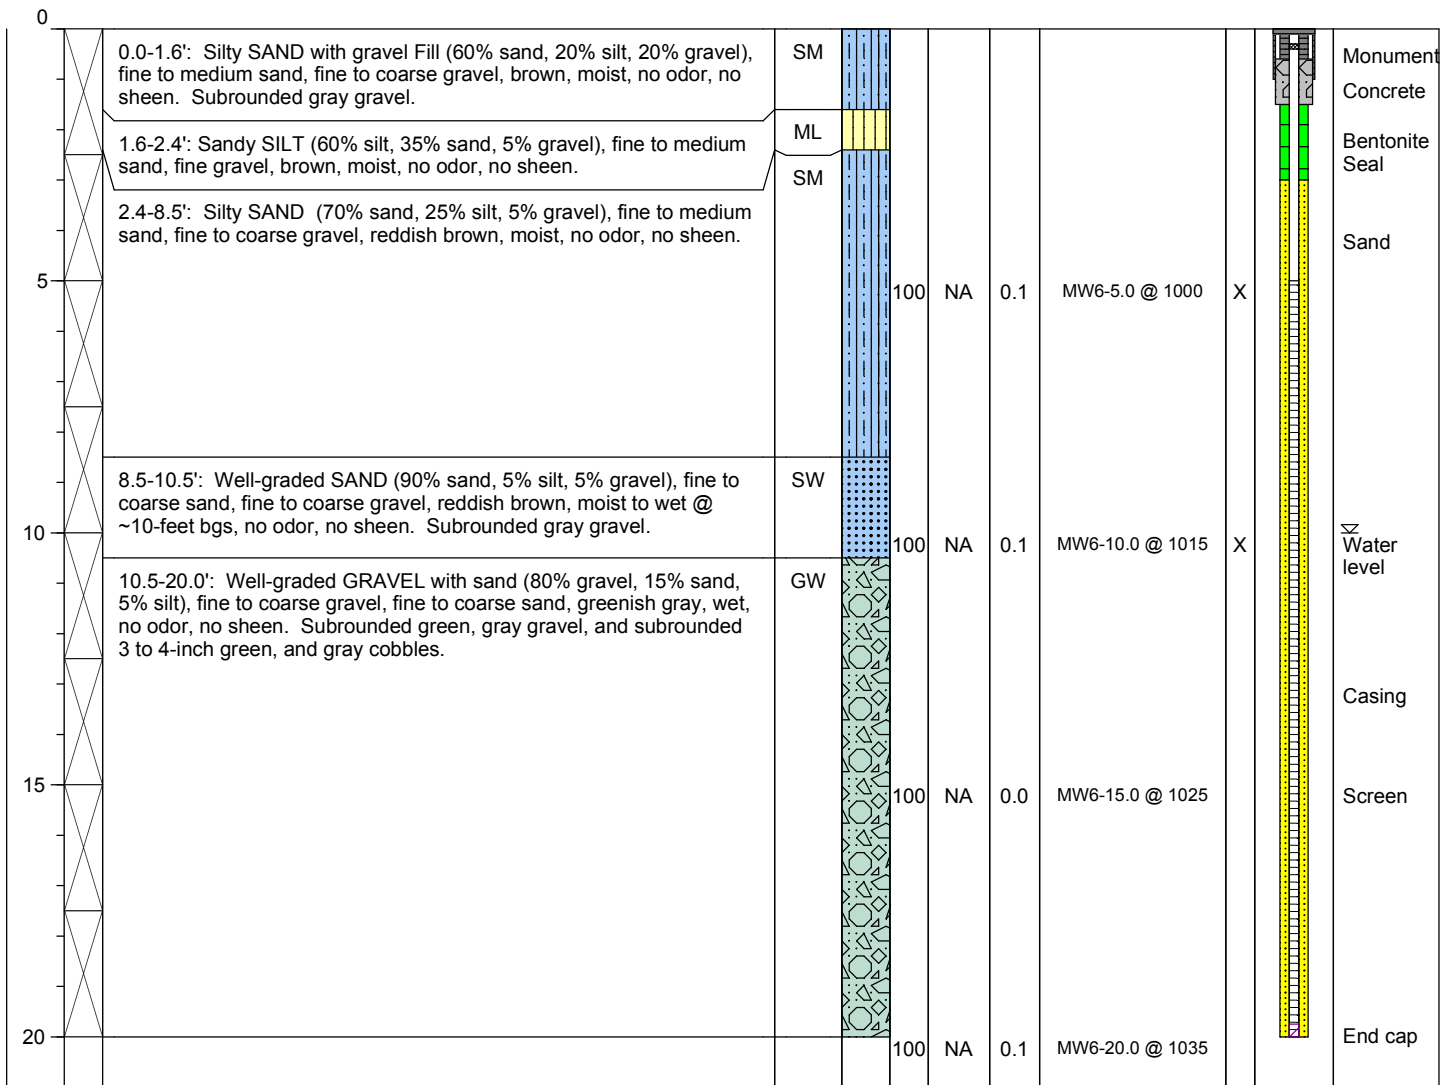 0
0.0-1.6': Silty SAND with gravel Fill (60% sand, 20% silt, 20% gravel),
fine to medium sand, fine to coarse gravel, brown, moist, no odor, no
sheen. Subrounded gray gravel.
SM
Monument
Concrete
1.6-2.4': Sandy SILT (60% silt, 35% sand, 5% gravel), fine to medium
sand, fine gravel, brown, moist, no odor, no sheen.
ML
Bentonite
Seal
SM
2.4-8.5': Silty SAND (70% sand, 25% silt, 5% gravel), fine to medium
sand, fine to coarse gravel, reddish brown, moist, no odor, no sheen.
Sand
5
100 NA 0.1 MW6-5.0 @ 1000 X
8.5-10.5': Well-graded SAND (90% sand, 5% silt, 5% gravel), fine to
coarse sand, fine to coarse gravel, reddish brown, moist to wet @
~10-feet bgs, no odor, no sheen. Subrounded gray gravel.
SW
10
100 NA 0.1 MW6-10.0 @ 1015 X
Water
level
10.5-20.0': Well-graded GRAVEL with sand (80% gravel, 15% sand,
5% silt), fine to coarse gravel, fine to coarse sand, greenish gray, wet,
no odor, no sheen. Subrounded green, gray gravel, and subrounded
3 to 4-inch green, and gray cobbles.
GW
Casing
15
100 NA 0.0 MW6-15.0 @ 1025
Screen
20
100 NA 0.1 MW6-20.0 @ 1035
End cap